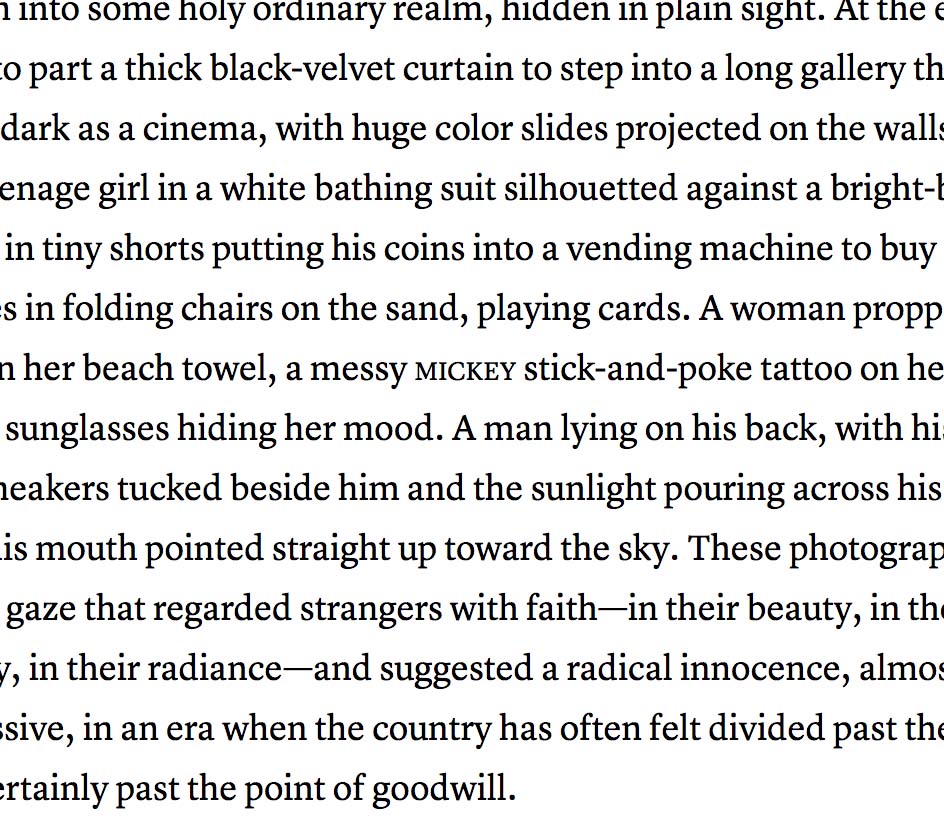 n into some holy ordinary realm, hidden in plain sight. At the e
to part a thick black-velvet curtain to step into a long gallery th
dark as a cinema, with huge color slides projected on the walls
enage girl in a white bathing suit silhouetted against a bright-b
in tiny shorts putting his coins into a vending machine to buy
es in folding chairs on the sand, playing cards. A woman propp
n her beach towel, a messy MICKEY stick-and-poke tattoo on he
sunglasses hiding her mood. A man lying on his back, with his
neakers tucked beside him and the sunlight pouring across his
is mouth pointed straight up toward the sky. These photograp
gaze that regarded strangers with faith—in their beauty, in the
y, in their radiance—and suggested a radical innocence, almos
ssive, in an era when the country has often felt divided past the
ertainly past the point of goodwill.